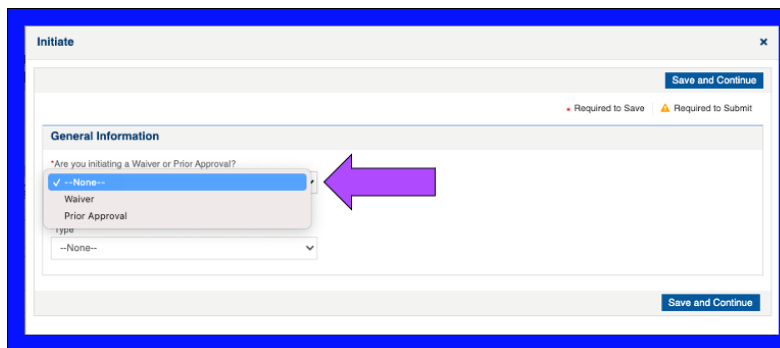 Initiate
×
Save and Continue
* Required to Save
Required to Submit
General Information
*Are you initiating a Waiver or Prior Approval?
✓ --None--
Waiver
Prior Approval
Type
--None--
Save and Continue